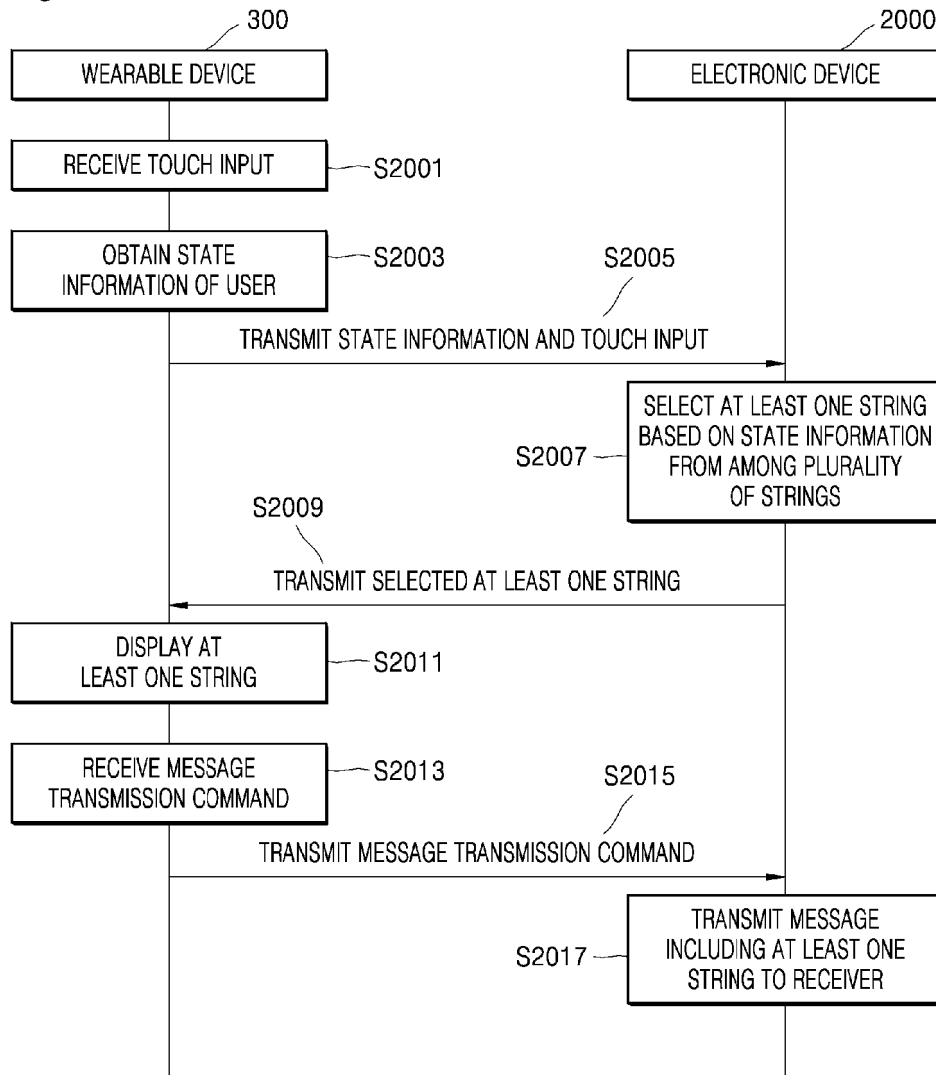 300
2000
WEARABLE DEVICE
ELECTRONIC DEVICE
RECEIVE TOUCH INPUT
S2001
OBTAIN STATE
INFORMATION OF USER
S2003
S2005
TRANSMIT STATE INFORMATION AND TOUCH INPUT
SELECT AT LEAST ONE STRING
BASED ON STATE INFORMATION
FROM AMONG PLURALITY
OF STRINGS
S2007
S2009
TRANSMIT SELECTED AT LEAST ONE STRING
DISPLAY AT
LEAST ONE STRING
S2011
RECEIVE MESSAGE
TRANSMISSION COMMAND
S2013
S2015
TRANSMIT MESSAGE TRANSMISSION COMMAND
TRANSMIT MESSAGE
INCLUDING AT LEAST ONE
STRING TO RECEIVER
S2017